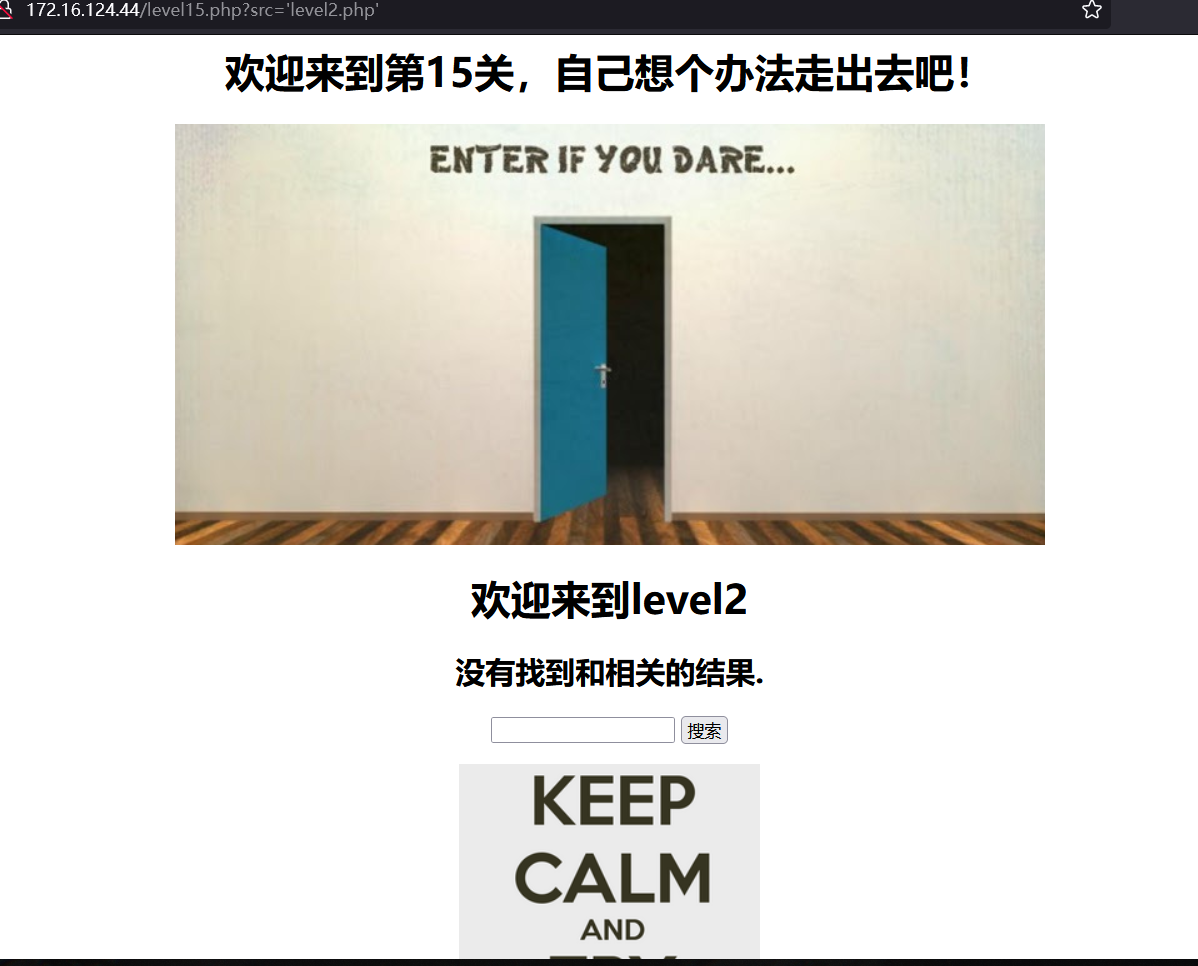 172.16.124.44/level15.php?src='level2.php'
欢迎来到第15关，自己想个办法走出去吧！
ENTER IF YOU DARE...
欢迎来到level2
没有找到和相关的结果.
搜索
KEEP
CALM
AND